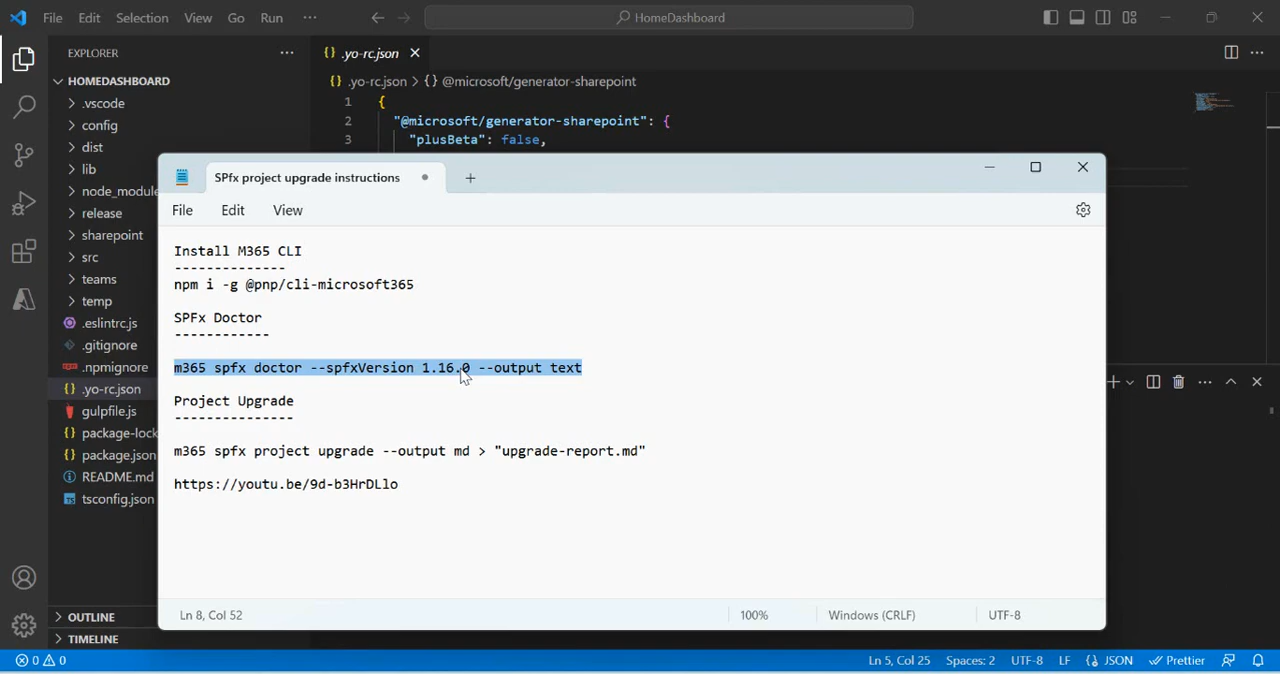 File Edit Selection View Go Run ··· HomeDashboard
EXPLORER ···
HOMEDASHBOARD
.vscode
config
dist
lib
node_module
release
sharepoint
src
teams
temp
.eslintrc.js
.gitignore
.npmignore
.yo-rc.json
gulpfile.js
package-lock
package.json
README.md
tsconfig.json
OUTLINE
TIMELINE
.yo-rc.json
.yo-rc.json > {} @microsoft/generator-sharepoint
1 {
2 "@microsoft/generator-sharepoint": {
3 "plusBeta": false,
SPFx project upgrade instructions
File Edit View
Install M365 CLI
--------------
npm i -g @pnp/cli-microsoft365
SPFx Doctor
------------
m365 spfx doctor --spfxVersion 1.16.0 --output text
Project Upgrade
---------------
m365 spfx project upgrade --output md > "upgrade-report.md"
https://youtu.be/9d-b3HrDLlo
Ln 8, Col 52 100% Windows (CRLF) UTF-8
0 0 Ln 5, Col 25 Spaces: 2 UTF-8 LF {} JSON Prettier